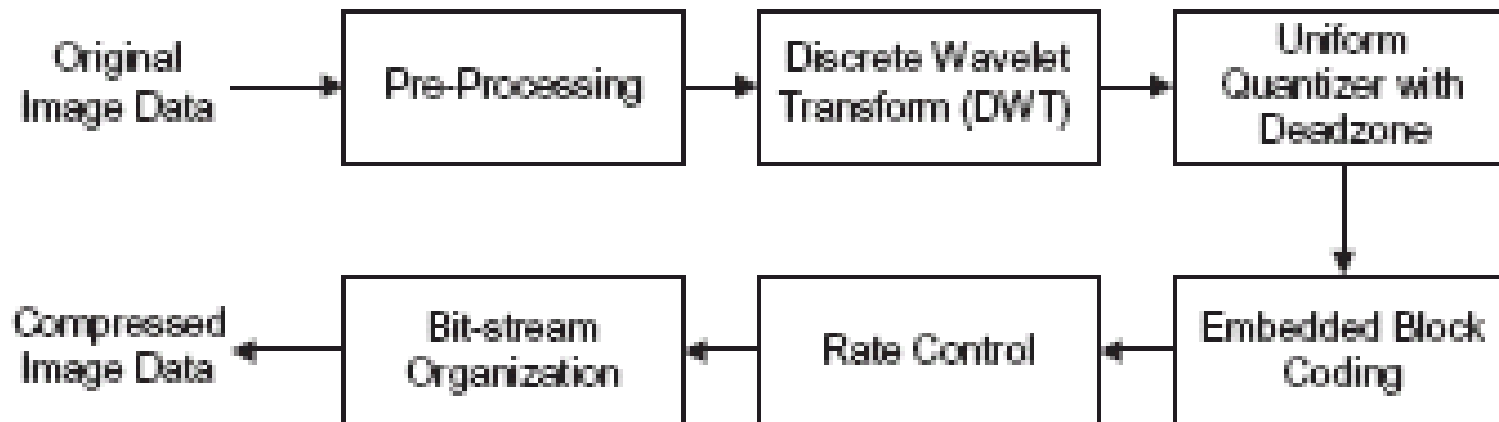 Original
Image Data
Pre-Processing
Discrete Wavelet
Transform (DWT)
Uniform
Quantizer with
Deadzone
Embedded Block
Coding
Rate Control
Bit-stream
Organization
Compressed
Image Data